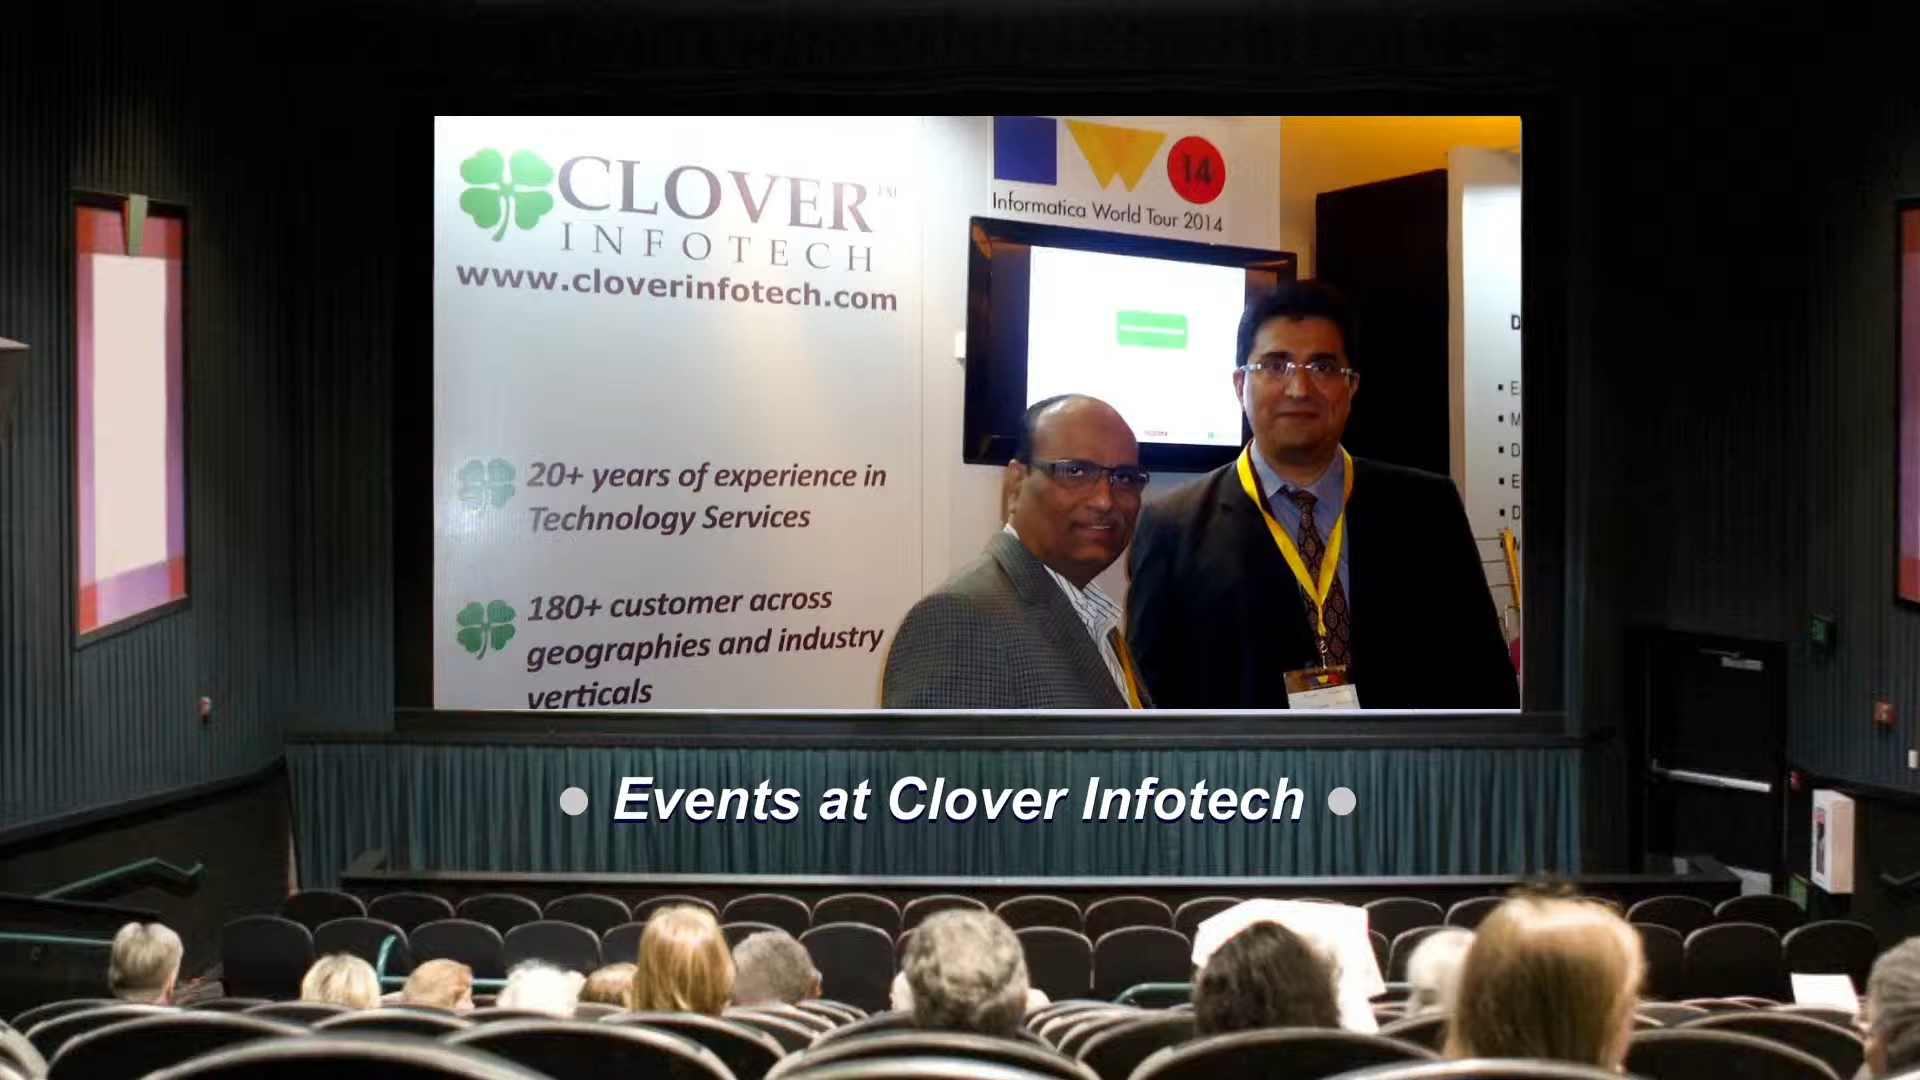 CLOVER
INFOTECH
www.cloverinfotech.com
20+ years of experience in
Technology Services
180+ customer across
geographies and industry
verticals
14
Informatica World Tour 2014
D
E
M
D
E
D
M
Events at Clover Infotech